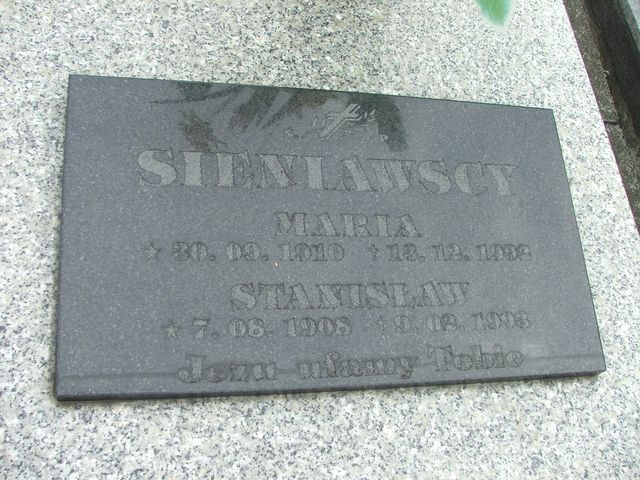 SIENIAWSCY
MARIA
★ 30. 09. 1910 † 13. 12. 1992
STANISŁAW
★ 7. 08. 1908 † 9. 02. 1993
Jezu ufamy Tobie